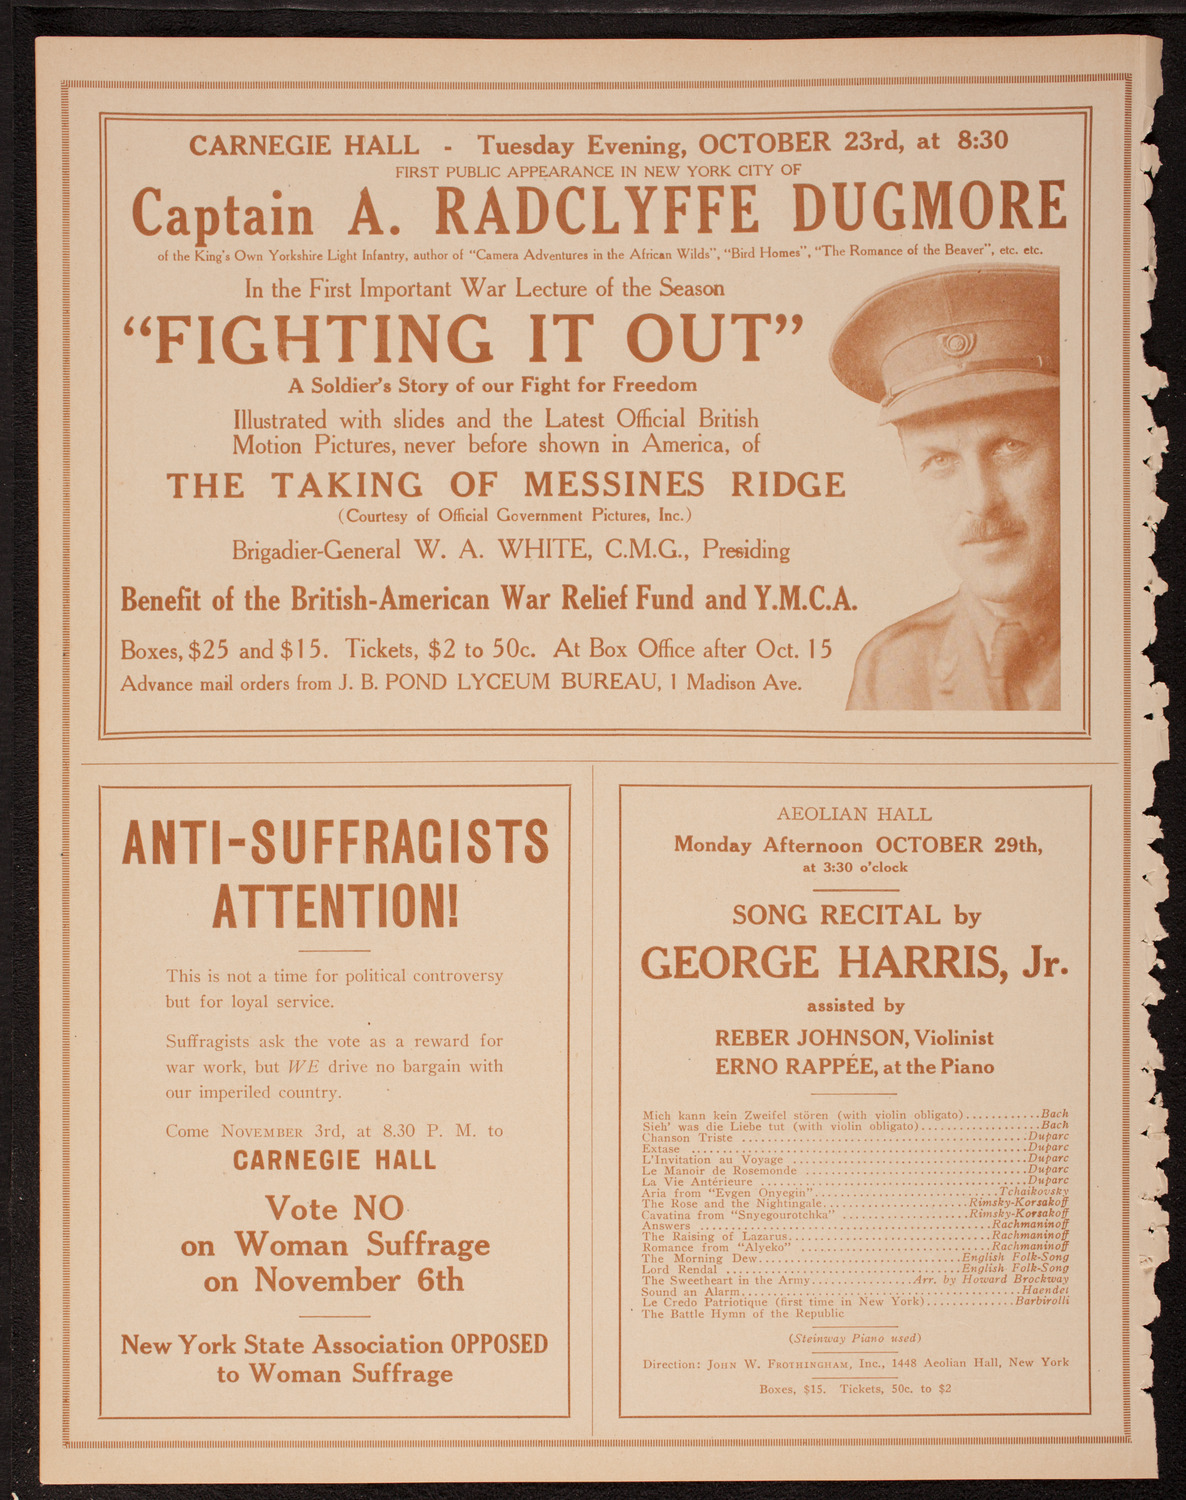 CARNEGIE HALL - Tuesday Evening, OCTOBER 23rd, at 8:30
FIRST PUBLIC APPEARANCE IN NEW YORK CITY OF
Captain A. RADCLYFFE DUGMORE
of the King's Own Yorkshire Light Infantry, author of "Camera Adventures in the African Wilds", "Bird Homes", "The Romance of the Beaver", etc. etc.
In the First Important War Lecture of the Season
"FIGHTING IT OUT"
A Soldier's Story of our Fight for Freedom
Illustrated with slides and the Latest Official British
Motion Pictures, never before shown in America, of
THE TAKING OF MESSINES RIDGE
(Courtesy of Official Government Pictures, Inc.)
Brigadier-General W. A. WHITE, C.M.G., Presiding
Benefit of the British-American War Relief Fund and Y.M.C.A.
Boxes, $25 and $15. Tickets, $2 to 50c. At Box Office after Oct. 15
Advance mail orders from J. B. POND LYCEUM BUREAU, 1 Madison Ave.
ANTI-SUFFRAGISTS
ATTENTION!
This is not a time for political controversy
but for loyal service.
Suffragists ask the vote as a reward for
war work, but WE drive no bargain with
our imperiled country.
Come NOVEMBER 3rd, at 8.30 P. M. to
CARNEGIE HALL
Vote NO
on Woman Suffrage
on November 6th
New York State Association OPPOSED
to Woman Suffrage
AEOLIAN HALL
Monday Afternoon OCTOBER 29th,
at 3:30 o'clock
SONG RECITAL by
GEORGE HARRIS, Jr.
assisted by
REBER JOHNSON, Violinist
ERNO RAPPÉE, at the Piano
Mich kann kein Zweifel stören (with violin obligato)............Bach
Sieh' was die Liebe tut (with violin obligato)..................Bach
Chanson Triste ...............................................Duparc
Extase ...............................................Duparc
L'Invitation au Voyage ......................................Duparc
Le Manoir de Rosemonde ....................................Duparc
La Vie Antérieure ..........................................Duparc
Aria from "Evgen Onyegin"............................Tchaikovsky
The Rose and the Nightingale......................Rimsky-Korsakoff
Cavatina from "Snyegourotchka" ...................Rimsky-Korsakoff
Answers .............................................Rachmaninoff
The Raising of Lazarus...............................Rachmaninoff
Romance from "Alyeko" .............................Rachmaninoff
The Morning Dew...............................English Folk-Song
Lord Rendal ....................................English Folk-Song
The Sweetheart in the Army................Arr. by Howard Brockway
Sound an Alarm............................................Haendel
Le Credo Patriotique (first time in New York)..............Barbirolli
The Battle Hymn of the Republic
(Steinway Piano used)
Direction: JOHN W. FROTHINGHAM, Inc., 1448 Aeolian Hall, New York
Boxes, $15. Tickets, 50c. to $2